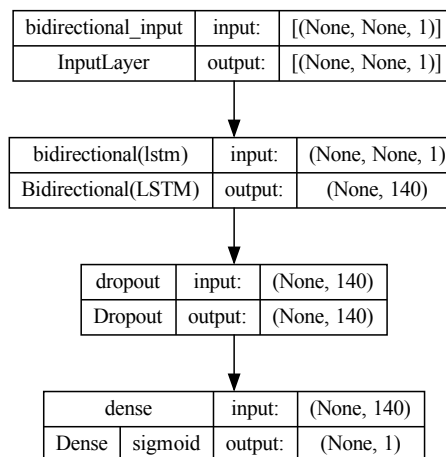 bidirectional_input input: [(None, None, 1)]
InputLayer output: [(None, None, 1)]
bidirectional(lstm) input: (None, None, 1)
Bidirectional(LSTM) output: (None, 140)
dropout input: (None, 140)
Dropout output: (None, 140)
dense input: (None, 140)
Dense sigmoid output: (None, 1)